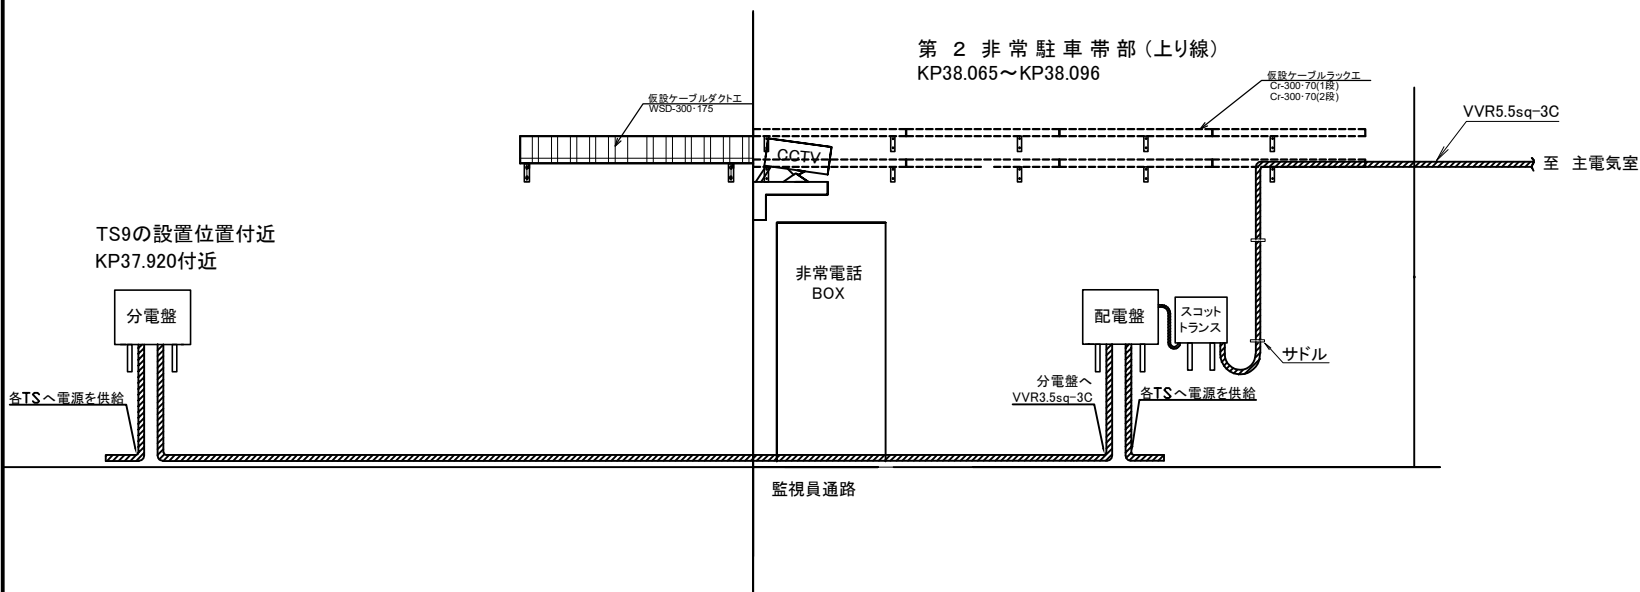 第 2 非常駐車帯部(上り線)
KP38.065~KP38.096
仮設ケーブルラック工
Cr-300·70(1段)
Cr-300·70(2段)
仮設ケーブルダクト工
WSD-300·175
VVR5.5sq-3C
CCTV
至 主電気室
TS9の設置位置付近
KP37.920付近
非常電話
BOX
分電盤
配電盤
スコット
トランス
サドル
分電盤へ
VVR3.5sq-3C
各TSへ電源を供給
各TSへ電源を供給
監視員通路